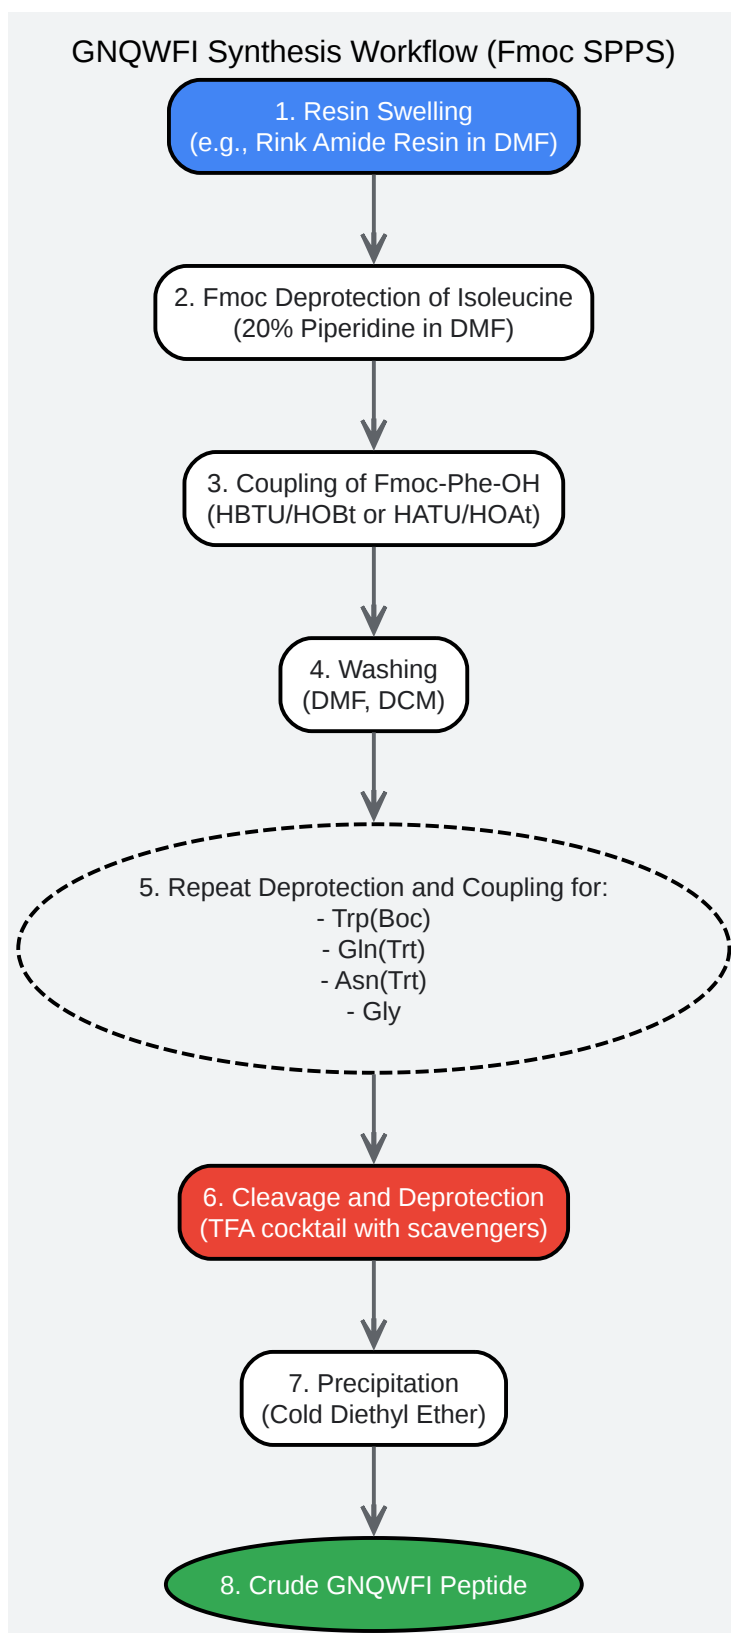 GNQWFI Synthesis Workflow (Fmoc SPPS)
1. Resin Swelling
(e.g., Rink Amide Resin in DMF)
2. Fmoc Deprotection of Isoleucine
(20% Piperidine in DMF)
3. Coupling of Fmoc-Phe-OH
(HBTU/HOBt or HATU/HOAt)
4. Washing
(DMF, DCM)
5. Repeat Deprotection and Coupling for:
- Trp(Boc)
- Gln(Trt)
- Asn(Trt)
- Gly
6. Cleavage and Deprotection
(TFA cocktail with scavengers)
7. Precipitation
(Cold Diethyl Ether)
8. Crude GNQWFI Peptide